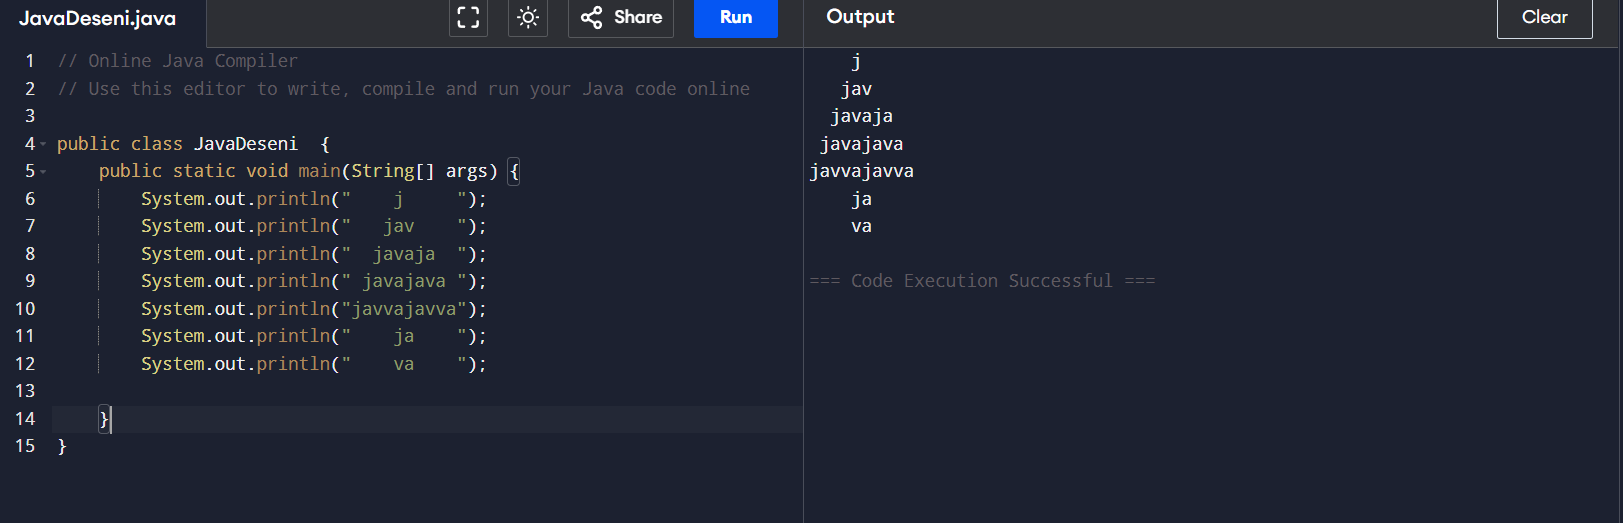 JavaDeseni.java
Share
Run
Output
Clear
1 // Online Java Compiler
2 // Use this editor to write, compile and run your Java code online
3
4 public class JavaDeseni  {
5     public static void main(String[] args) {
6         System.out.println("    j     ");
7         System.out.println("   jav    ");
8         System.out.println("  javaja  ");
9         System.out.println(" javajava ");
10         System.out.println("javvajavva");
11         System.out.println("    ja    ");
12         System.out.println("    va    ");
13
14     }
15 }
    j
   jav
  javaja
 javajava
javvajavva
    ja
    va
=== Code Execution Successful ===